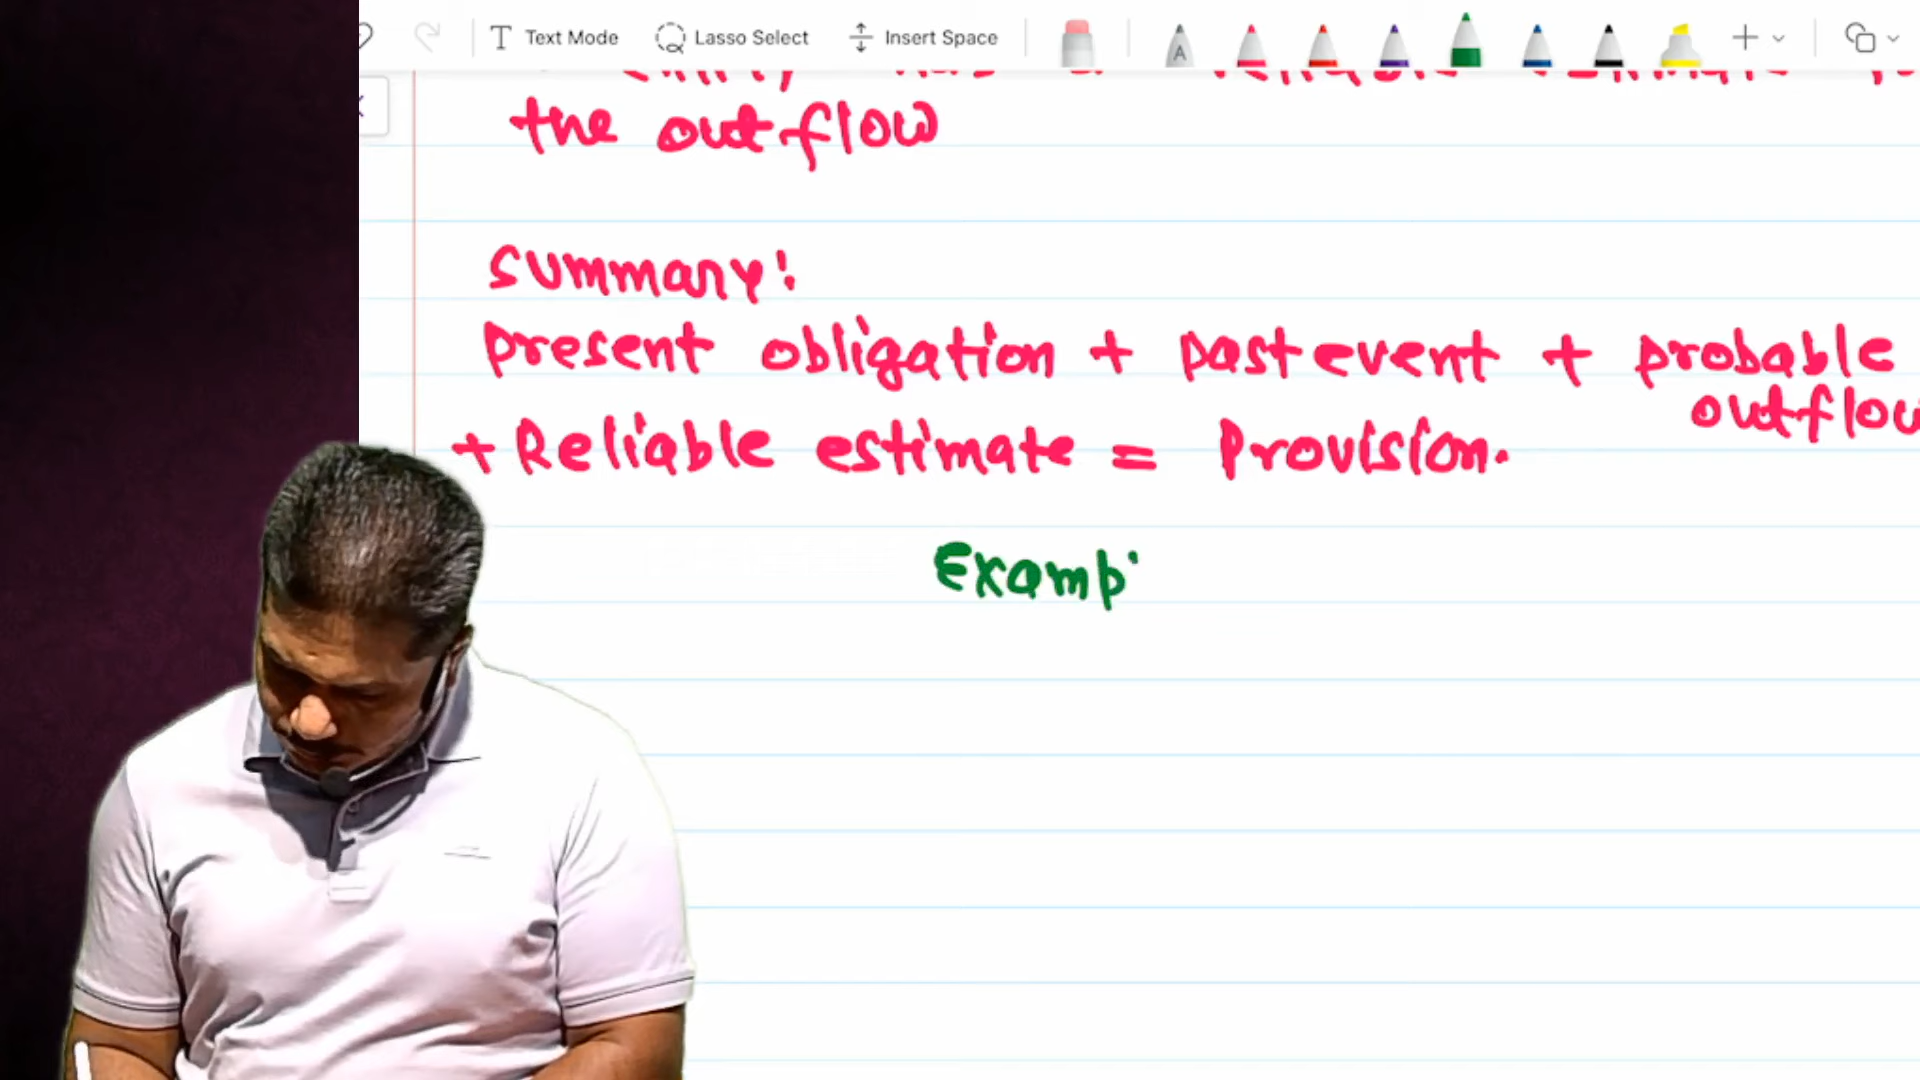 Text Mode Lasso Select Insert Space
A
the outflow
Summary:
Present obligation + past event + probable
outflow
+ Reliable estimate = Provision.
Examp